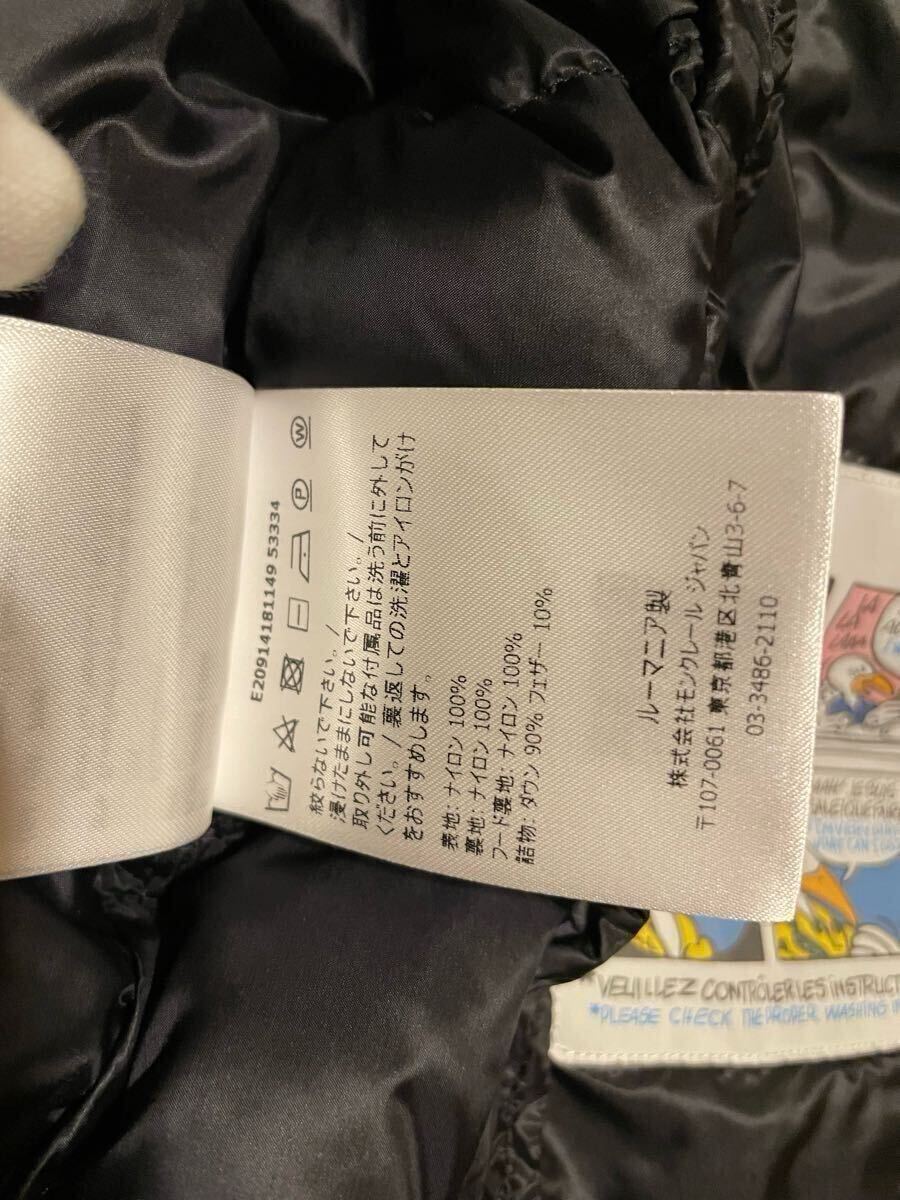 E20914181149 53334
W
P
絞らないで下さい。/
浸けたままにしないで下さい。/
取り外し可能な付属品は洗う前に外して
ください。/ 裏返しての洗濯とアイロンがけ
をおすすめします。
表地: ナイロン 100%
裏地: ナイロン 100%
フード裏地: ナイロン 100%
詰物: ダウン 90% フェザー 10%
ルーマニア製
株式会社モンクレール ジャパン
〒107-0061 東京都港区北青山3-6-7
03-3486-2110
*VEUILLEZ CONTRÔLER LES INSTRUCT
*PLEASE CHECK THE PROPER WASHING IN